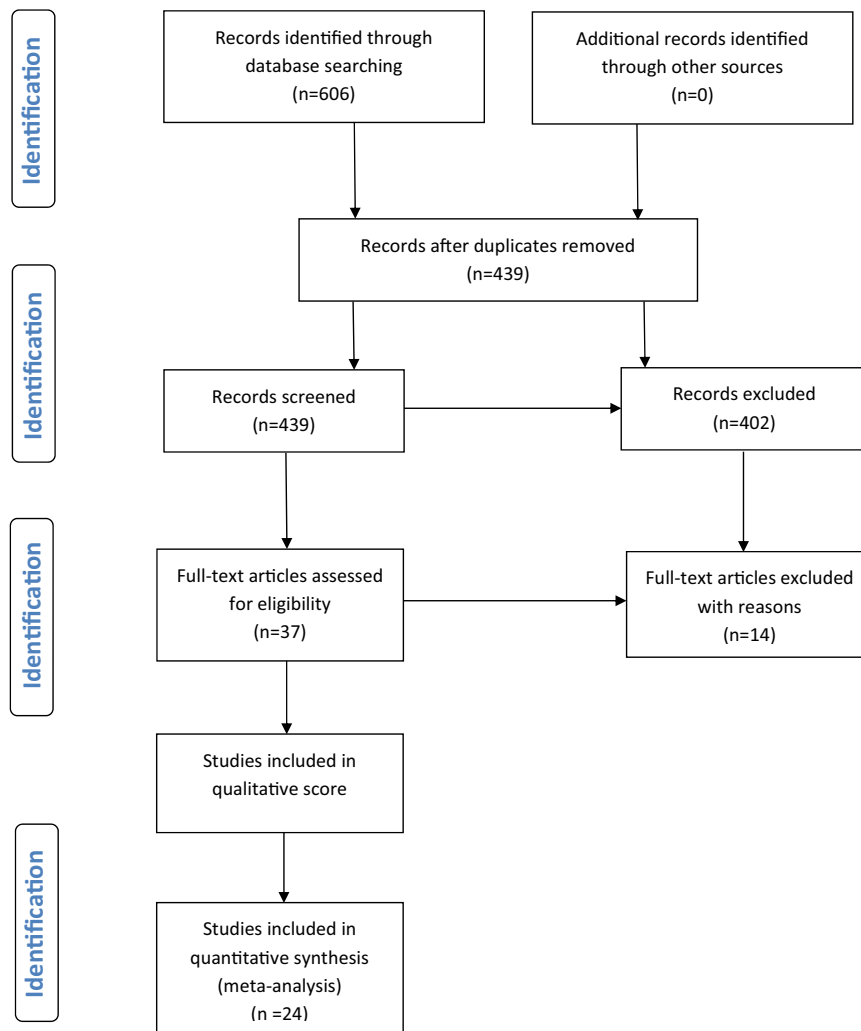 Identification
Records identified through
database searching
(n=606)
Additional records identified
through other sources
(n=0)
Records after duplicates removed
(n=439)
Identification
Records screened
(n=439)
Records excluded
(n=402)
Identification
Full-text articles assessed
for eligibility
(n=37)
Full-text articles excluded
with reasons
(n=14)
Studies included in
qualitative score
Identification
Studies included in
quantitative synthesis
(meta-analysis)
(n =24)